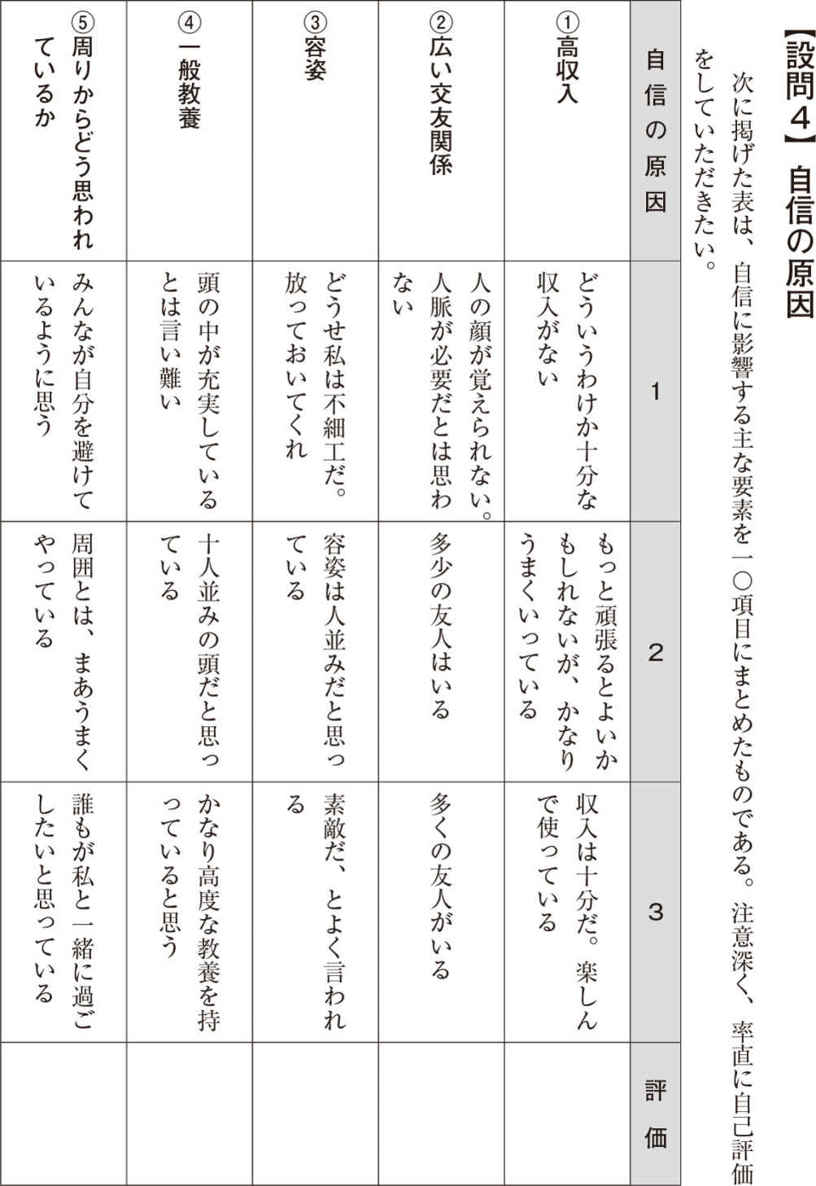 【設問４】 自信の原因
次に掲げた表は、自信に影響する主な要素を一〇項目にまとめたものである。注意深く、率直に自己評価
をしていただきたい。
自信の原因
1
2
3
評価
①高収入
どういうわけか十分な
収入がない
もっと頑張るとよいか
もしれないが、かなり
うまくいっている
収入は十分だ。楽しん
で使っている
②広い交友関係
人の顔が覚えられない。
人脈が必要だとは思わ
ない
多少の友人はいる
多くの友人がいる
③容姿
どうせ私は不細工だ。
放っておいてくれ
容姿は人並みだと思っ
ている
素敵だ、とよく言われ
る
④一般教養
頭の中が充実している
とは言い難い
十人並みの頭だと思っ
ている
かなり高度な教養を持
っていると思う
⑤周りからどう思われ
ているか
みんなが自分を避けて
いるように思う
周囲とは、まあうまく
やっている
誰もが私と一緒に過ご
したいと思っている